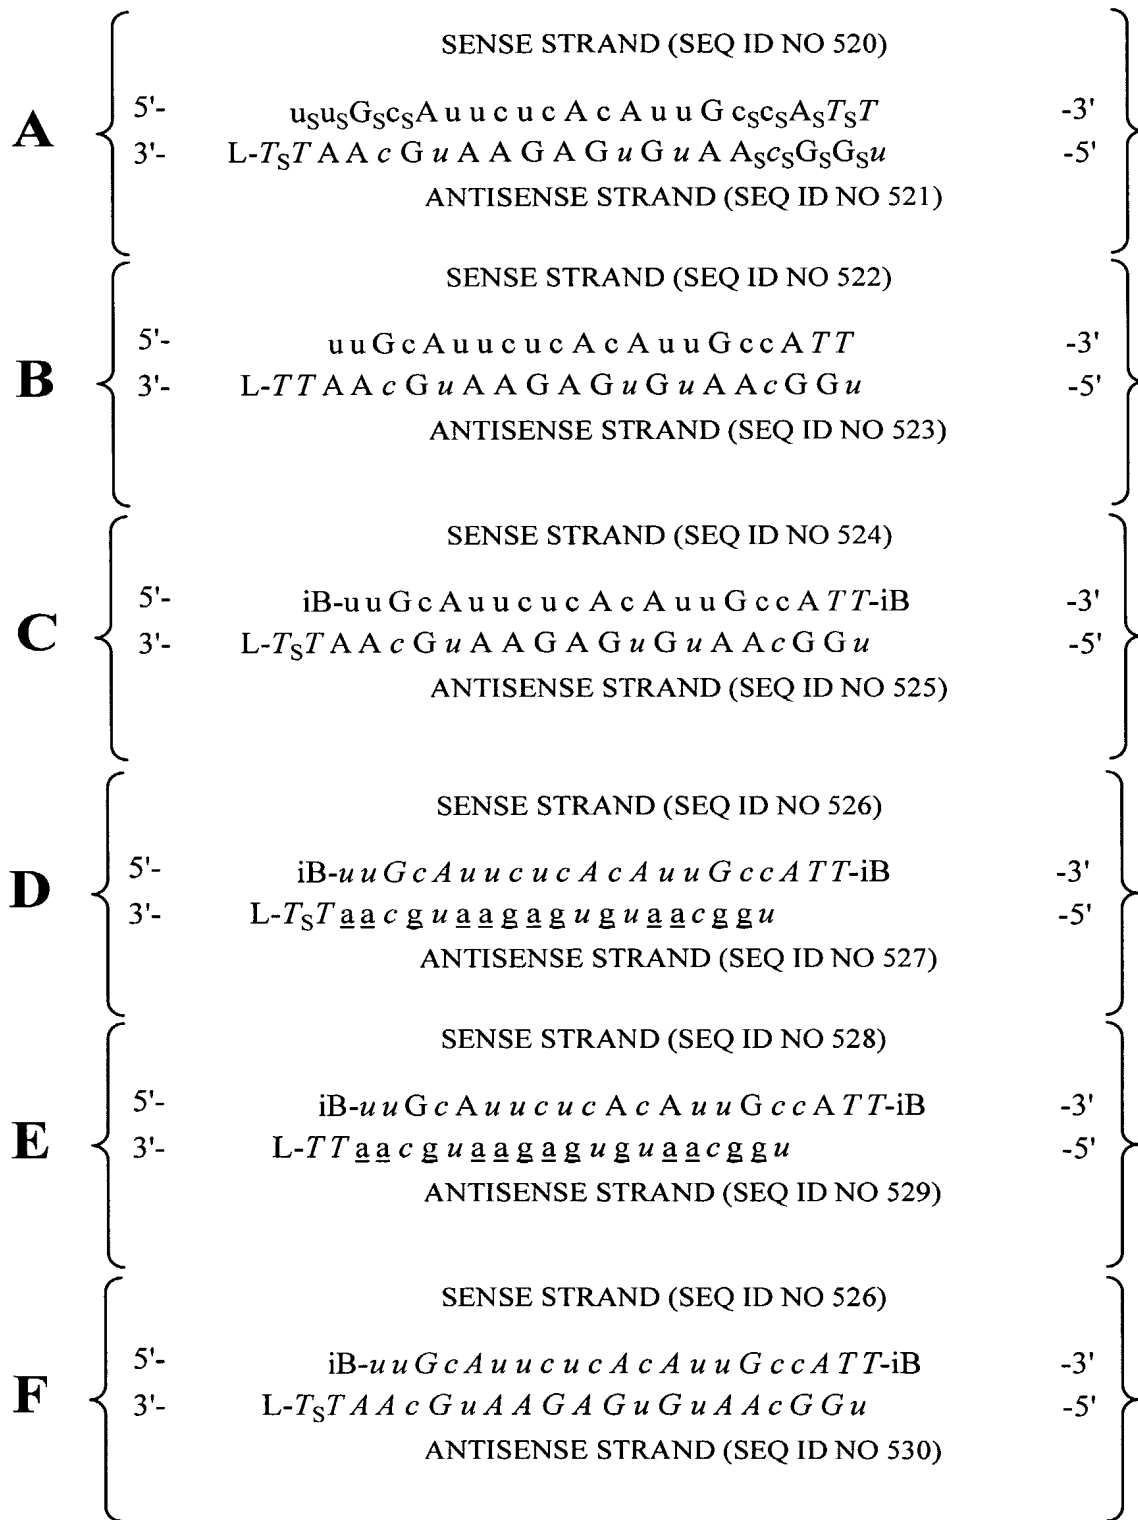 SENSE STRAND (SEQ ID NO 520)
A
5'- ususGscsA u u c u c A c A u u G cscsAsTsT -3'
3'- L-TsT A A c G u A A G A G u G u A AscsGsGsu -5'
ANTISENSE STRAND (SEQ ID NO 521)
SENSE STRAND (SEQ ID NO 522)
B
5'- u u G c A u u c u c A c A u u G c c A T T -3'
3'- L-T T A A c G u A A G A G u G u A A c G G u -5'
ANTISENSE STRAND (SEQ ID NO 523)
SENSE STRAND (SEQ ID NO 524)
C
5'- iB-u u G c A u u c u c A c A u u G c c A T T-iB -3'
3'- L-TsT A A c G u A A G A G u G u A A c G G u -5'
ANTISENSE STRAND (SEQ ID NO 525)
SENSE STRAND (SEQ ID NO 526)
D
5'- iB-u u G c A u u c u c A c A u u G c c A T T-iB -3'
3'- L-TsT a a c g u a a g a g u g u a a c g g u -5'
ANTISENSE STRAND (SEQ ID NO 527)
SENSE STRAND (SEQ ID NO 528)
E
5'- iB-u u G c A u u c u c A c A u u G c c A T T-iB -3'
3'- L-T T a a c g u a a g a g u g u a a c g g u -5'
ANTISENSE STRAND (SEQ ID NO 529)
SENSE STRAND (SEQ ID NO 526)
F
5'- iB-u u G c A u u c u c A c A u u G c c A T T-iB -3'
3'- L-TsT A A c G u A A G A G u G u A A c G G u -5'
ANTISENSE STRAND (SEQ ID NO 530)